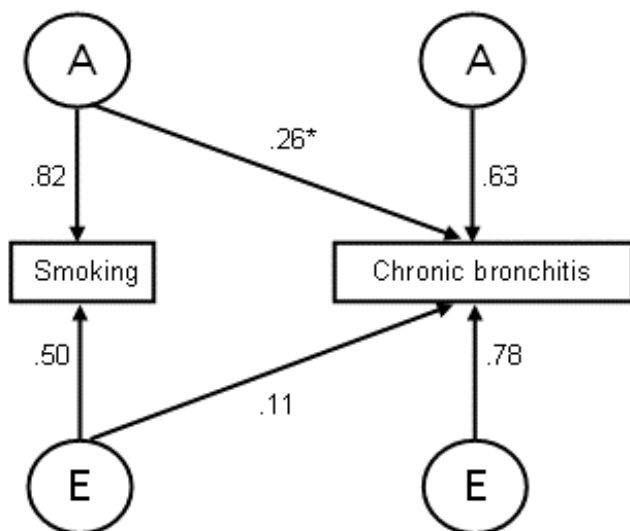 A
A
.26*
.82
.63
Smoking
Chronic bronchitis
.50
.78
.11
E
E